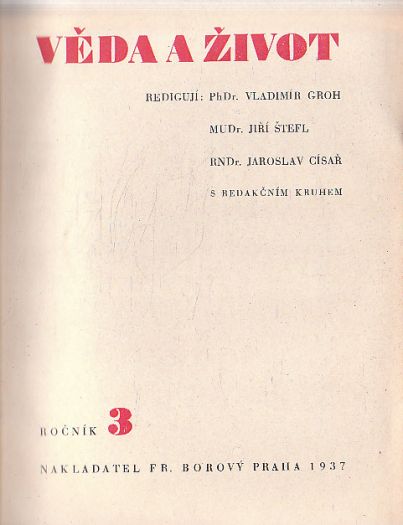 VĚDA A ŽIVOT
REDIGUJÍ: PhDr. VLADIMÍR GROH
MUDr. JIŘÍ ŠTEFL
RNDr. JAROSLAV CÍSAŘ
S REDAKČNÍM KRUHEM
ROČNÍK 3
NAKLADATEL FR. BOROVÝ PRAHA 1937